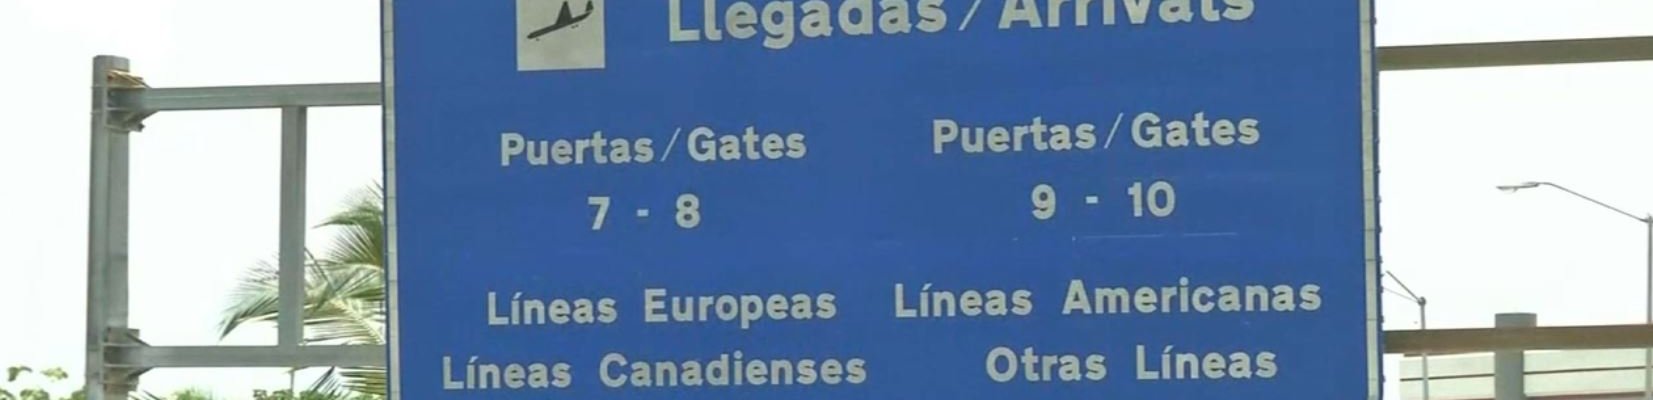 Llegadas / Arrivals
Puertas / Gates
7 - 8
Líneas Europeas
Líneas Canadienses
Puertas / Gates
9 - 10
Líneas Americanas
Otras Líneas